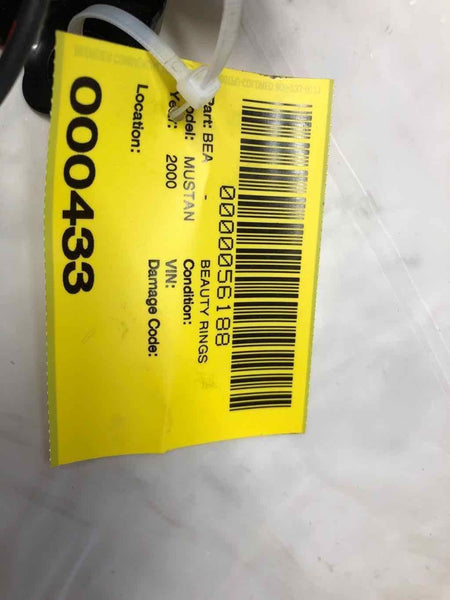 0000056188
Part: BEA - BEAUTY RINGS
Model: MUSTAN Condition:
Year: 2000 VIN:
Location: Damage Code:
000433